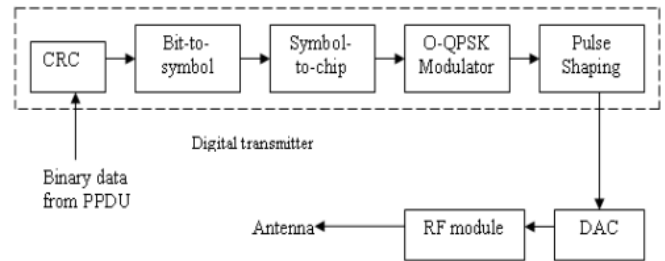 CRC
Bit-to-
symbol
Symbol-
to-chip
O-QPSK
Modulator
Pulse
Shaping
Digital transmitter
Binary data
from PPDU
Antenna
RF module
DAC